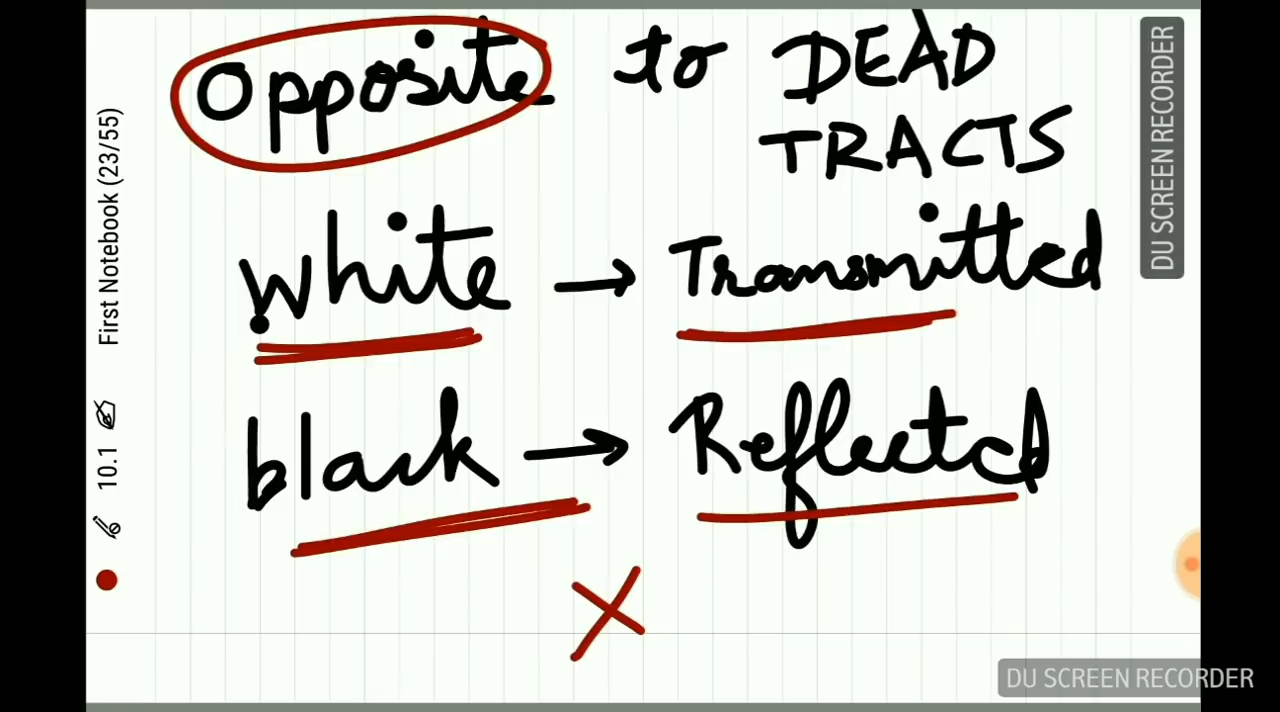 Opposite to DEAD
TRACTS
white → Transmitted
black → Reflected
X
First Notebook (23/55)
10.1
DU SCREEN RECORDER
DU SCREEN RECORDER